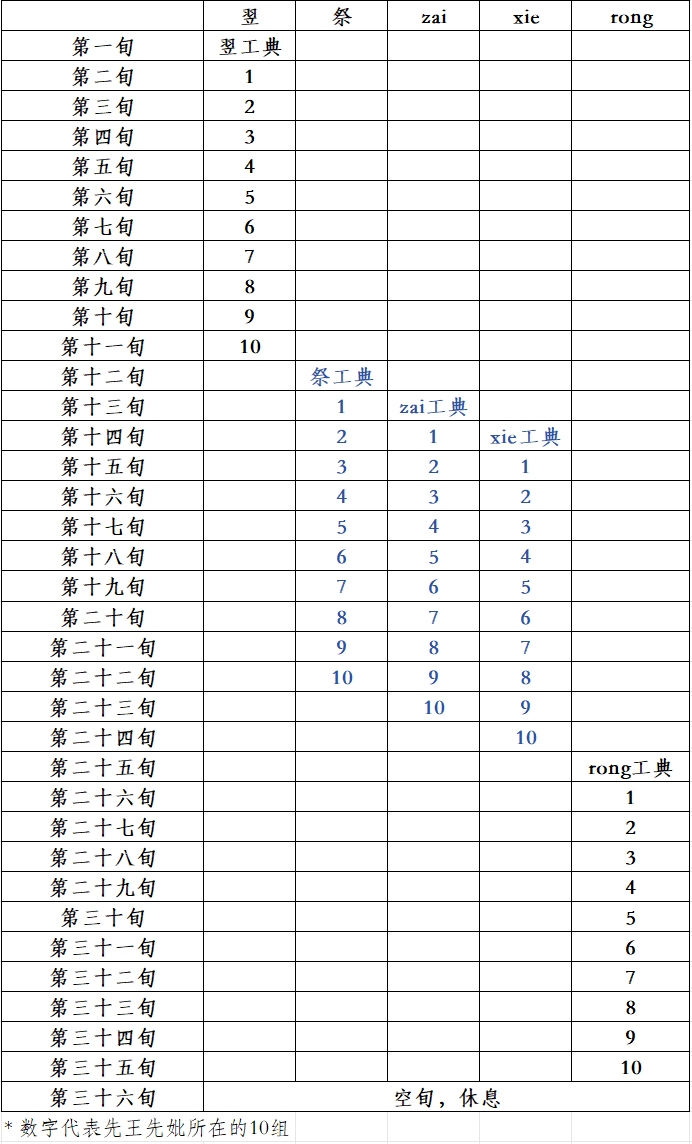 翌 祭 zai xie rong
第一旬 翌工典
第二旬 1
第三旬 2
第四旬 3
第五旬 4
第六旬 5
第七旬 6
第八旬 7
第九旬 8
第十旬 9
第十一旬 10
第十二旬 祭工典
第十三旬 1 zai工典
第十四旬 2 1 xie工典
第十五旬 3 2 1
第十六旬 4 3 2
第十七旬 5 4 3
第十八旬 6 5 4
第十九旬 7 6 5
第二十旬 8 7 6
第二十一旬 9 8 7
第二十二旬 10 9 8
第二十三旬 10 9
第二十四旬 10
第二十五旬 rong工典
第二十六旬 1
第二十七旬 2
第二十八旬 3
第二十九旬 4
第三十旬 5
第三十一旬 6
第三十二旬 7
第三十三旬 8
第三十四旬 9
第三十五旬 10
第三十六旬 空旬，休息
*数字代表先王先妣所在的10组